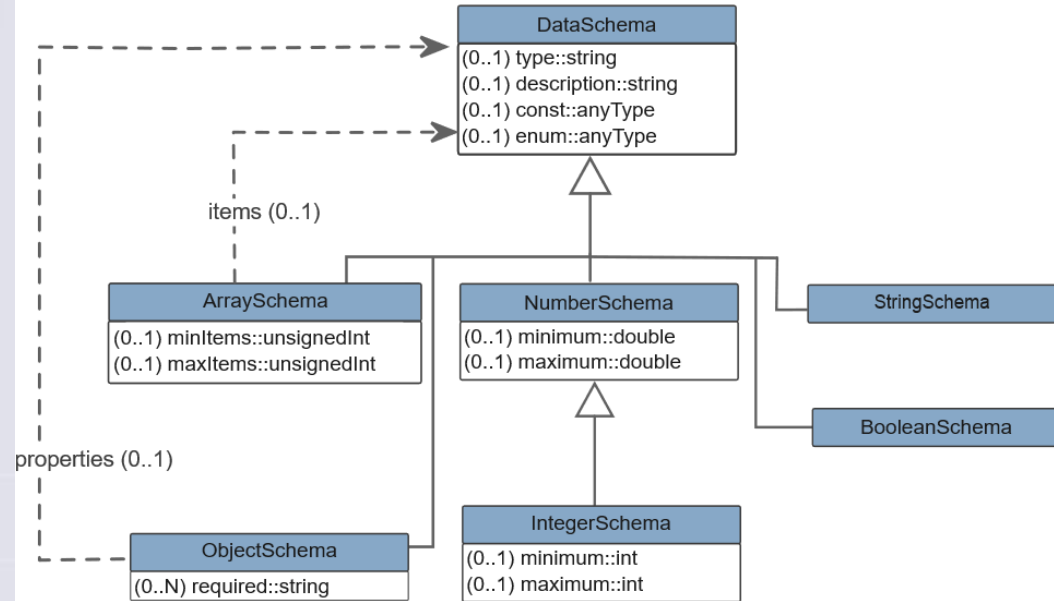 DataSchema
(0..1) type::string
(0..1) description::string
(0..1) const::anyType
(0..1) enum::anyType
items (0..1)
ArraySchema
(0..1) minItems::unsignedInt
(0..1) maxItems::unsignedInt
NumberSchema
(0..1) minimum::double
(0..1) maximum::double
StringSchema
BooleanSchema
properties (0..1)
ObjectSchema
(0..N) required::string
IntegerSchema
(0..1) minimum::int
(0..1) maximum::int